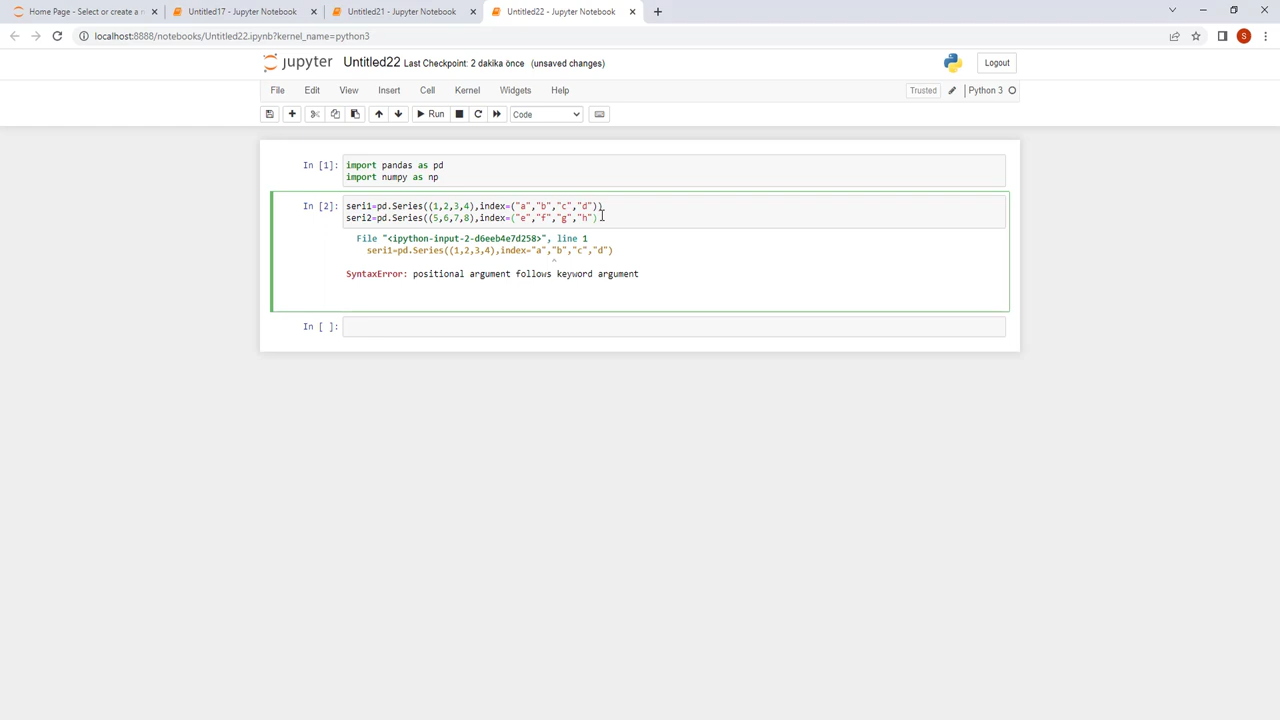 Home Page - Select or create a n
Untitled17 - Jupyter Notebook
Untitled21 - Jupyter Notebook
Untitled22 - Jupyter Notebook
localhost:8888/notebooks/Untitled22.ipynb?kernel_name=python3
S
jupyter Untitled22 Last Checkpoint: 2 dakika önce (unsaved changes)
Logout
File Edit View Insert Cell Kernel Widgets Help
Trusted
Python 3
Run
Code
In [1]: import pandas as pd
import numpy as np
In [2]: seri1=pd.Series((1,2,3,4),index=("a","b","c","d"))
seri2=pd.Series((5,6,7,8),index=("e","f","g","h")
File "<ipython-input-2-d6eeb4e7d258>", line 1
seri1=pd.Series((1,2,3,4),index="a","b","c","d")
^
SyntaxError: positional argument follows keyword argument
In [ ]: